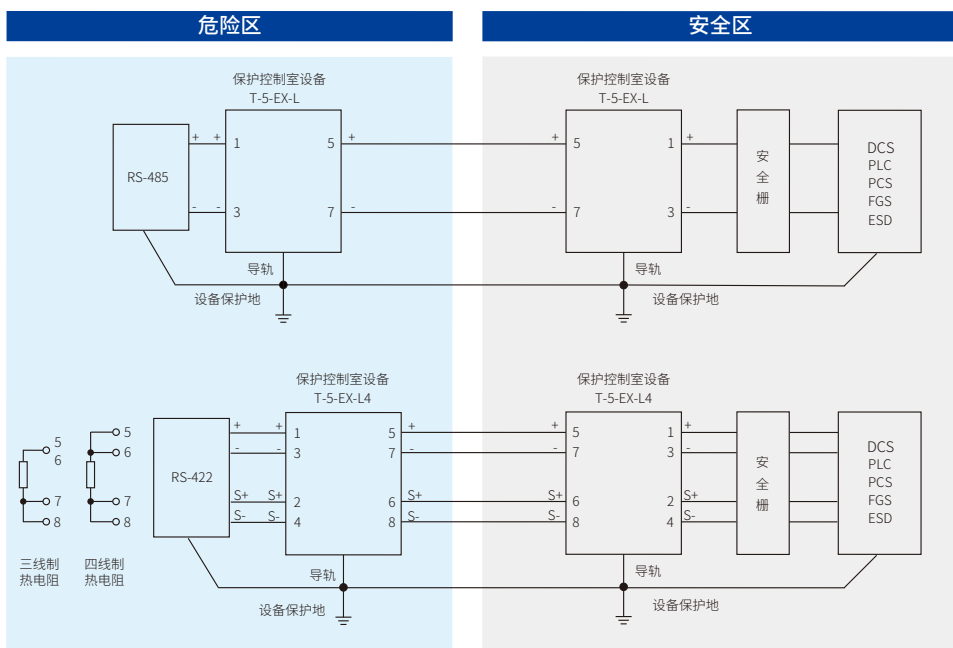 危险区
安全区
保护控制室设备
T-5-EX-L
保护控制室设备
T-5-EX-L
RS-485
+ + 1 5 +
- - 3 7 -
+ 5 1 +
- 7 3 -
安全栅
DCS
PLC
PCS
FGS
ESD
导轨
设备保护地
导轨
设备保护地
保护控制室设备
T-5-EX-L4
保护控制室设备
T-5-EX-L4
5
6
7
8
三线制
热电阻
5
6
7
8
四线制
热电阻
RS-422
+ + 1 5 +
- - 3 7 -
S+ S+ 2 6 S+
S- S- 4 8 S-
+ 5 1 +
- 7 3 -
S+ 6 2 S+
S- 8 4 S-
安全栅
DCS
PLC
PCS
FGS
ESD
导轨
设备保护地
导轨
设备保护地